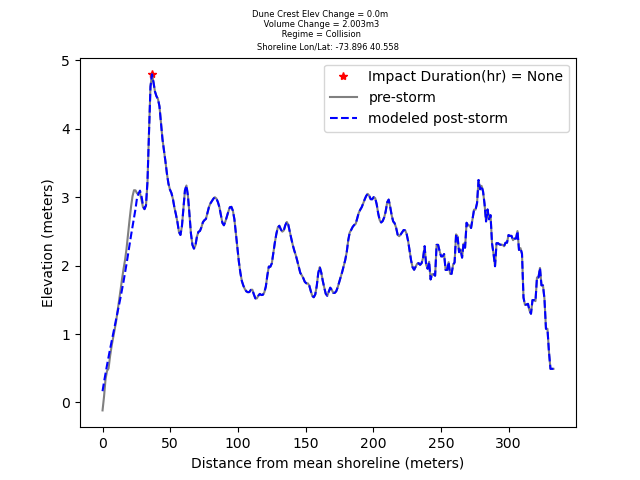 Dune Crest Elev Change = 0.0m
Volume Change = 2.003m3
Regime = Collision
Shoreline Lon/Lat: -73.896 40.558
Impact Duration(hr) = None
pre-storm
modeled post-storm
Elevation (meters)
5
4
3
2
1
0
0 50 100 150 200 250 300
Distance from mean shoreline (meters)